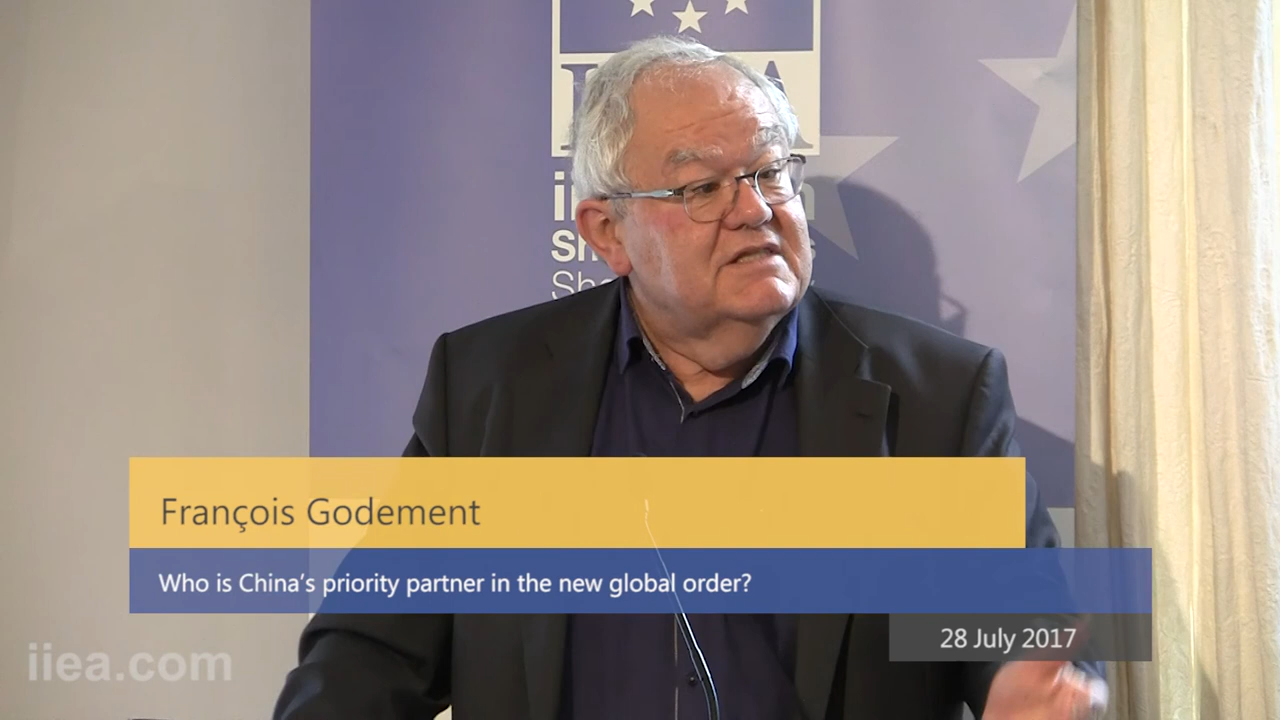 François Godement
Who is China's priority partner in the new global order?
28 July 2017
iiea.com